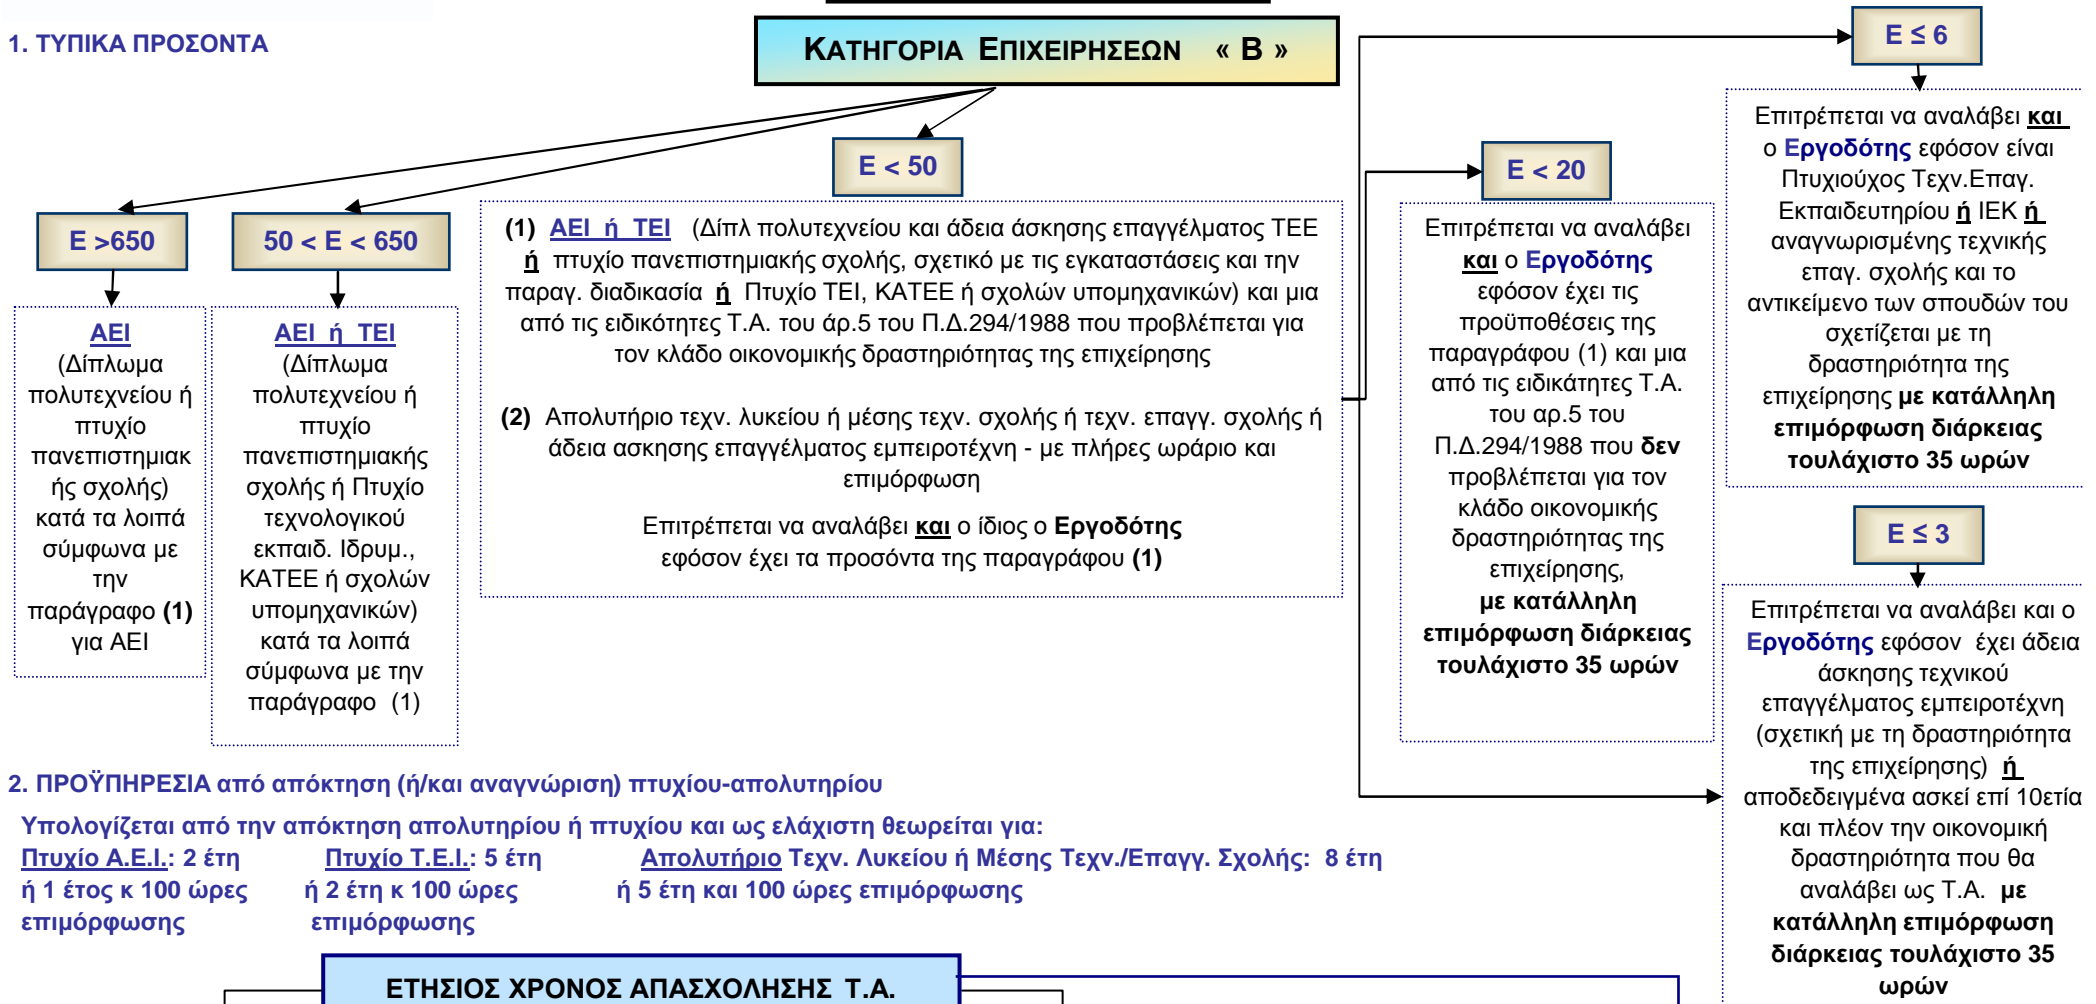 1. ΤΥΠΙΚΑ ΠΡΟΣΟΝΤΑ
ΚΑΤΗΓΟΡΙΑ ΕΠΙΧΕΙΡΗΣΕΩΝ « Β »
Ε >650
ΑΕΙ
(Δίπλωμα
πολυτεχνείου ή
πτυχίο
πανεπιστημιακ
ής σχολής)
κατά τα λοιπά
σύμφωνα με
την
παράγραφο (1)
για ΑΕΙ
50 < Ε < 650
ΑΕΙ ή ΤΕΙ
(Δίπλωμα
πολυτεχνείου ή
πτυχίο
πανεπιστημιακής
σχολής ή Πτυχίο
τεχνολογικού
εκπαιδ. Ιδρυμ.,
ΚΑΤΕΕ ή σχολών
υπομηχανικών)
κατά τα λοιπά
σύμφωνα με την
παράγραφο (1)
Ε < 50
(1) ΑΕΙ ή ΤΕΙ (Δίπλ πολυτεχνείου και άδεια άσκησης επαγγέλματος ΤΕΕ
ή πτυχίο πανεπιστημιακής σχολής, σχετικό με τις εγκαταστάσεις και την
παραγ. διαδικασία ή Πτυχίο ΤΕΙ, ΚΑΤΕΕ ή σχολών υπομηχανικών) και μια
από τις ειδικότητες Τ.Α. του άρ.5 του Π.Δ.294/1988 που προβλέπεται για
τον κλάδο οικονομικής δραστηριότητας της επιχείρησης
(2) Απολυτήριο τεχν. λυκείου ή μέσης τεχν. σχολής ή τεχν. επαγγ. σχολής ή
άδεια ασκησης επαγγέλματος εμπειροτέχνη - με πλήρες ωράριο και
επιμόρφωση
Επιτρέπεται να αναλάβει και ο ίδιος ο Εργοδότης
εφόσον έχει τα προσόντα της παραγράφου (1)
Ε < 20
Επιτρέπεται να αναλάβει
και ο Εργοδότης
εφόσον έχει τις
προϋποθέσεις της
παραγράφου (1) και μια
από τις ειδικάτητες Τ.Α.
του αρ.5 του
Π.Δ.294/1988 που δεν
προβλέπεται για τον
κλάδο οικονομικής
δραστηριότητας της
επιχείρησης,
με κατάλληλη
επιμόρφωση διάρκειας
τουλάχιστο 35 ωρών
Ε ≤ 6
Επιτρέπεται να αναλάβει και
ο Εργοδότης εφόσον είναι
Πτυχιούχος Τεχν.Επαγ.
Εκπαιδευτηρίου ή ΙΕΚ ή
αναγνωρισμένης τεχνικής
επαγ. σχολής και το
αντικείμενο των σπουδών του
σχετίζεται με τη
δραστηριότητα της
επιχείρησης με κατάλληλη
επιμόρφωση διάρκειας
τουλάχιστο 35 ωρών
Ε ≤ 3
Επιτρέπεται να αναλάβει και ο
Εργοδότης εφόσον έχει άδεια
άσκησης τεχνικού
επαγγέλματος εμπειροτέχνη
(σχετική με τη δραστηριότητα
της επιχείρησης) ή
αποδεδειγμένα ασκεί επί 10ετία
και πλέον την οικονομική
δραστηριότητα που θα
αναλάβει ως Τ.Α. με
κατάλληλη επιμόρφωση
διάρκειας τουλάχιστο 35
ωρών
2. ΠΡΟΫΠΗΡΕΣΙΑ από απόκτηση (ή/και αναγνώριση) πτυχίου-απολυτηρίου
Υπολογίζεται από την απόκτηση απολυτηρίου ή πτυχίου και ως ελάχιστη θεωρείται για:
Πτυχίο Α.Ε.Ι.: 2 έτη Πτυχίο Τ.Ε.Ι.: 5 έτη Απολυτήριο Τεχν. Λυκείου ή Μέσης Τεχν./Επαγγ. Σχολής: 8 έτη
ή 1 έτος κ 100 ώρες ή 2 έτη κ 100 ώρες ή 5 έτη και 100 ώρες επιμόρφωσης
επιμόρφωσης επιμόρφωσης
ΕΤΗΣΙΟΣ ΧΡΟΝΟΣ ΑΠΑΣΧΟΛΗΣΗΣ Τ.Α.